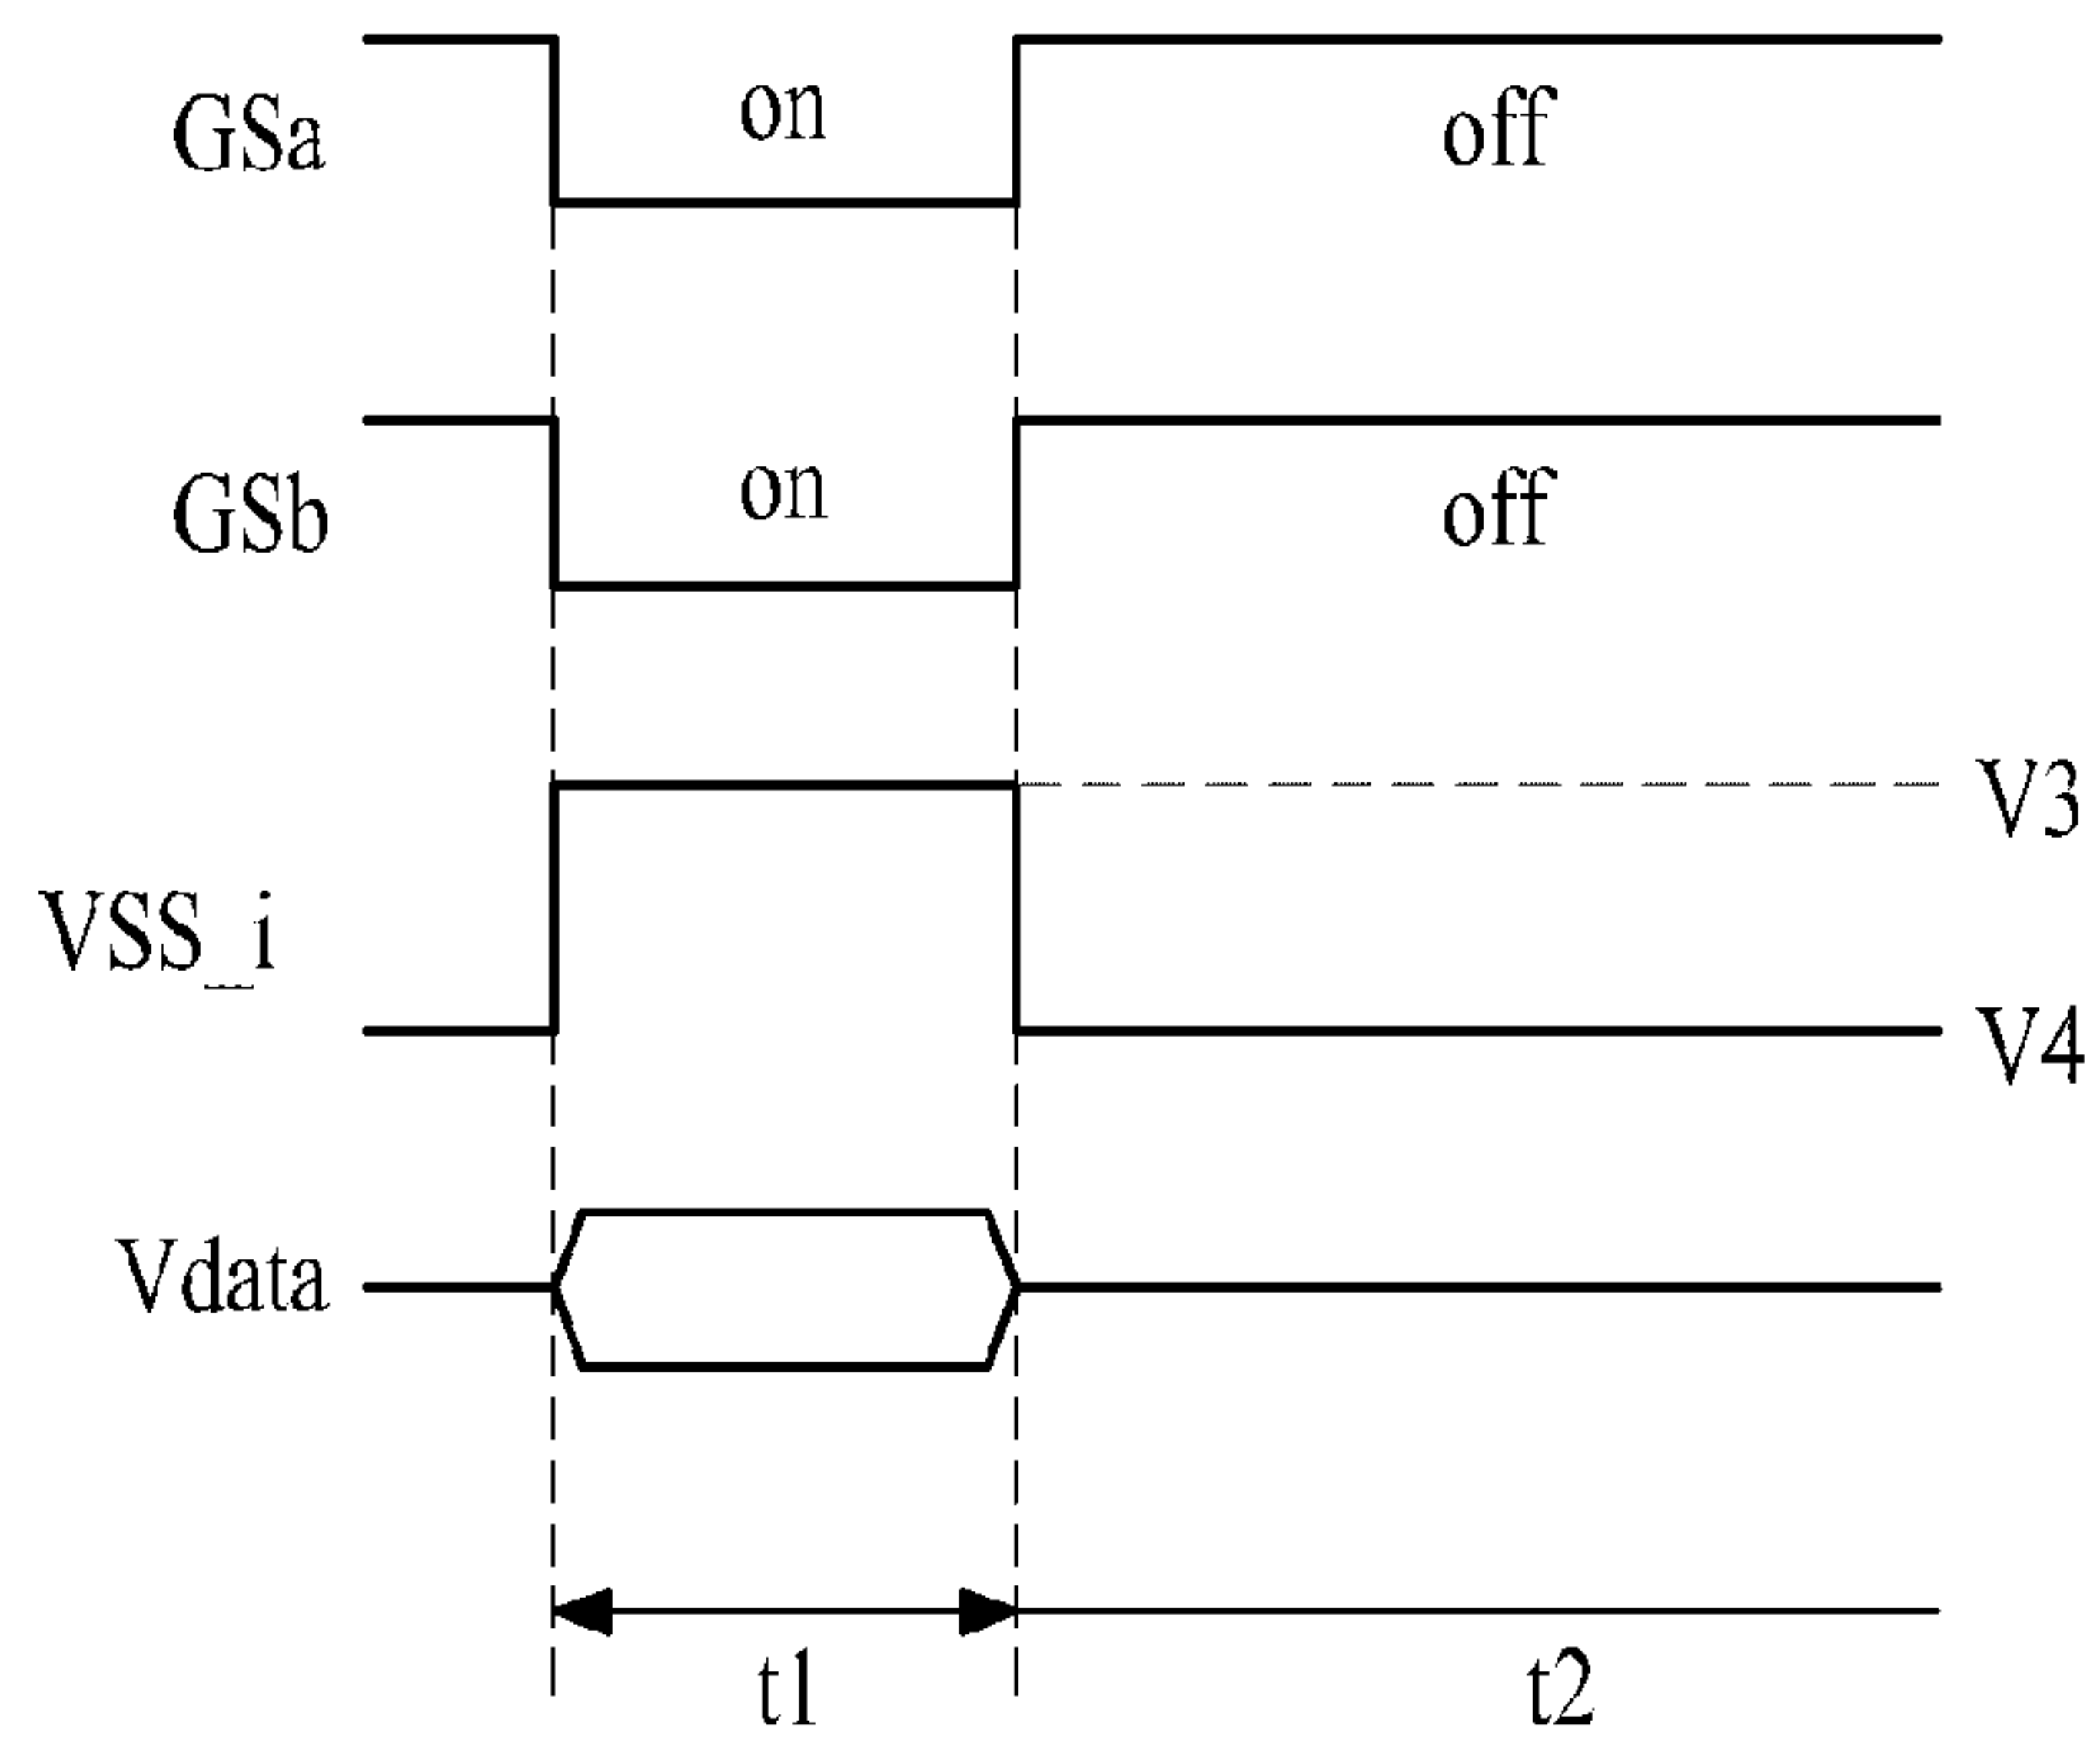 GSa
on
off
GSb
on
off
V3
VSS_i
V4
Vdata
t1
t2